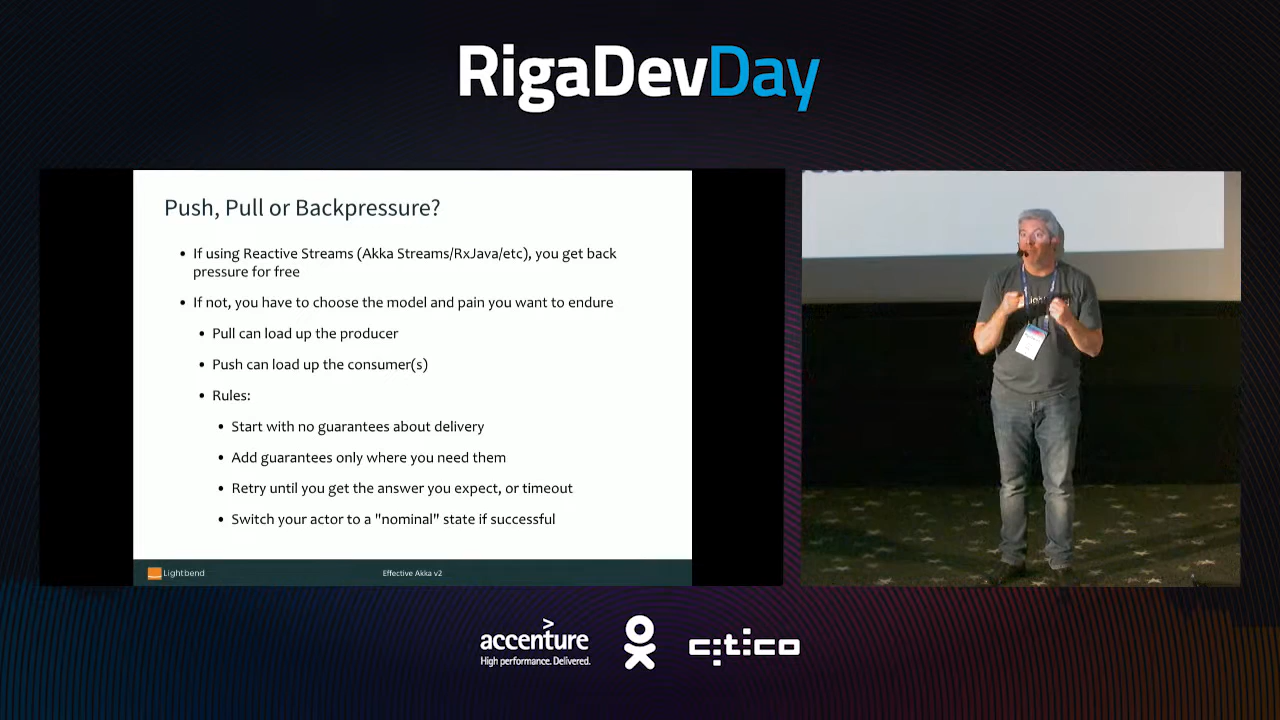 RigaDevDay
Push, Pull or Backpressure?
• If using Reactive Streams (Akka Streams/RxJava/etc), you get back
pressure for free
• If not, you have to choose the model and pain you want to endure
• Pull can load up the producer
• Push can load up the consumer(s)
• Rules:
• Start with no guarantees about delivery
• Add guarantees only where you need them
• Retry until you get the answer you expect, or timeout
• Switch your actor to a "nominal" state if successful
Lightbend
Effective Akka v2
accenture
High performance. Delivered.
citico